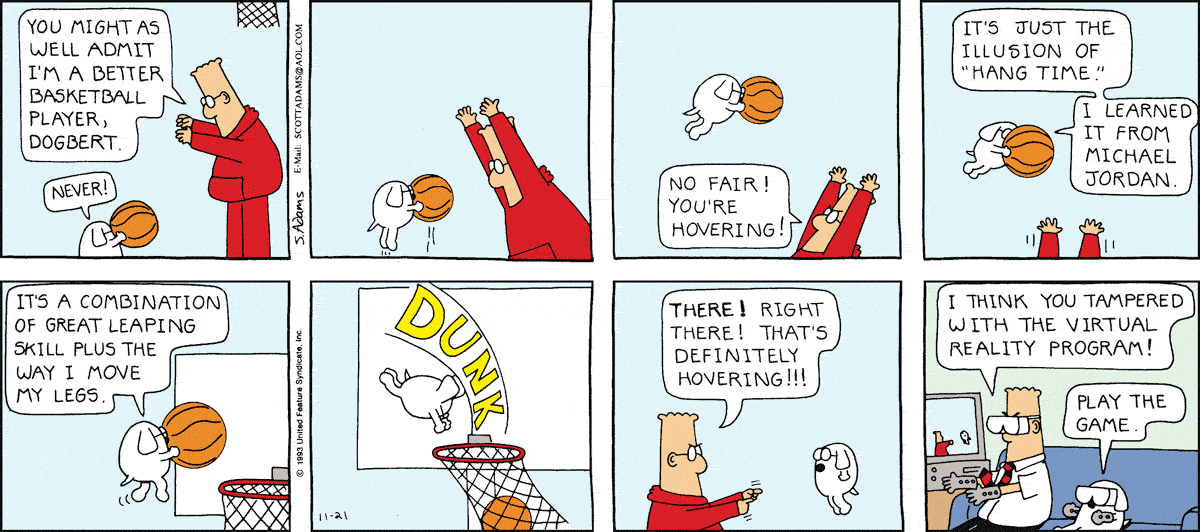 YOU MIGHT AS
WELL ADMIT
I'M A BETTER
BASKETBALL
PLAYER,
DOGBERT.
NEVER!
S. Adams E-Mail: SCOTTADAMS@AOL.COM
NO FAIR!
YOU'RE
HOVERING!
IT'S JUST THE
ILLUSION OF
"HANG TIME."
I LEARNED
IT FROM
MICHAEL
JORDAN.
IT'S A COMBINATION
OF GREAT LEAPING
SKILL PLUS THE
WAY I MOVE
MY LEGS.
© 1993 United Feature Syndicate, Inc.
DUNK
11-21
THERE! RIGHT
THERE! THAT'S
DEFINITELY
HOVERING!!!
I THINK YOU TAMPERED
WITH THE VIRTUAL
REALITY PROGRAM!
PLAY THE
GAME.